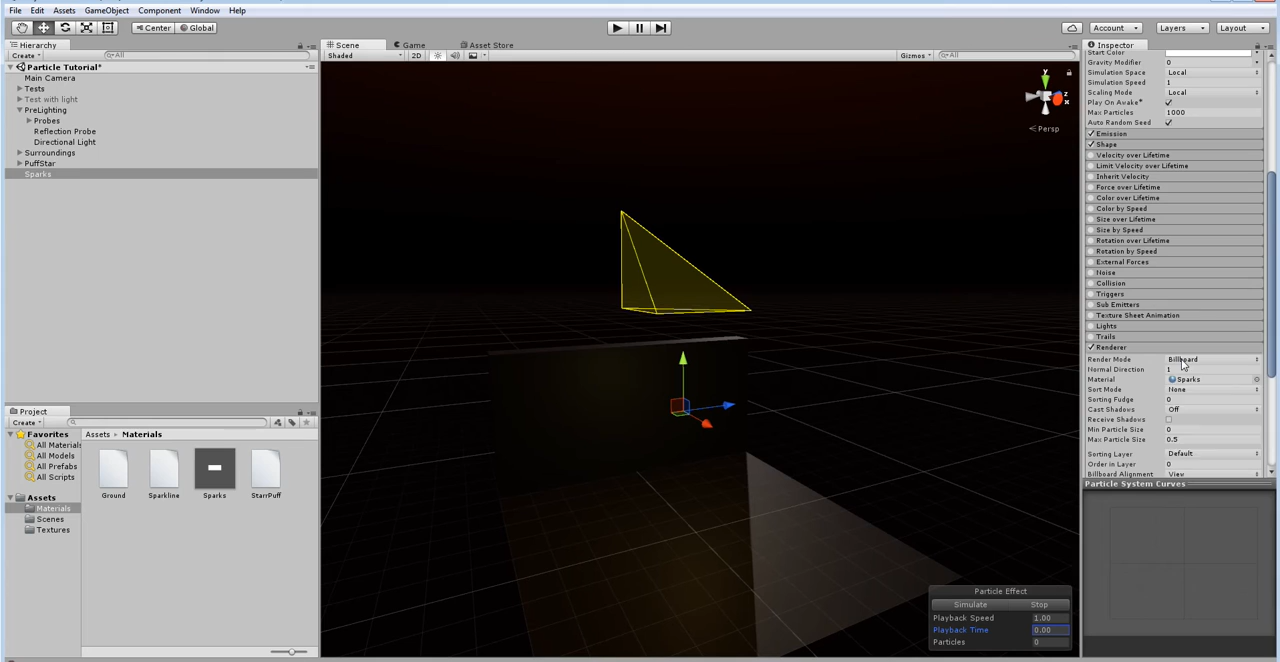 File Edit Assets GameObject Component Window Help
Center Global Account Layers Layout
Hierarchy
Create All
Particle Tutorial*
Main Camera
Tests
Test with light
PreLighting
Probes
Reflection Probe
Directional Light
Surroundings
PuffStar
Sparks
Scene Game Asset Store
Shaded 2D Gizmos All
y
z
x
Persp
Particle Effect
Simulate Stop
Playback Speed 1.00
Playback Time 0.00
Particles 0
Inspector
Start Color
Gravity Modifier 0
Simulation Space Local
Simulation Speed 1
Scaling Mode Local
Play On Awake*
Max Particles 1000
Auto Random Seed
Emission
Shape
Velocity over Lifetime
Limit Velocity over Lifetime
Inherit Velocity
Force over Lifetime
Color over Lifetime
Color by Speed
Size over Lifetime
Size by Speed
Rotation over Lifetime
Rotation by Speed
External Forces
Noise
Collision
Triggers
Sub Emitters
Texture Sheet Animation
Lights
Trails
Renderer
Render Mode Billboard
Normal Direction 1
Material Sparks
Sort Mode None
Sorting Fudge 0
Cast Shadows Off
Receive Shadows
Min Particle Size 0
Max Particle Size 0.5
Sorting Layer Default
Order in Layer 0
Billboard Alignment View
Particle System Curves
Project
Create
Favorites
All Materials
All Models
All Prefabs
All Scripts
Assets
Materials
Scenes
Textures
Assets Materials
Ground Sparkline Sparks StarrPuff